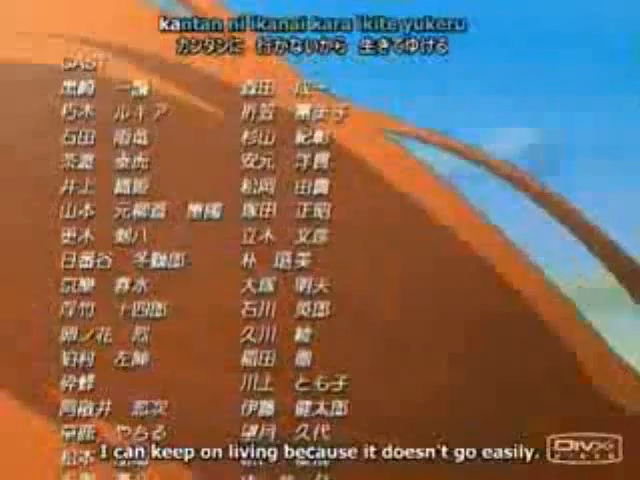 kantan ni ikanai kara ikite yukeru
カンタンに 行かないから 生きてゆける
CAST
黒崎 一護 森田 成一
朽木 ルキア 折笠 富美子
石田 雨竜 杉山 紀彰
茶渡 泰虎 安元 洋貴
井上 織姫 松岡 由貴
山本 元柳斎 重國 塚田 正昭
更木 剣八 立木 文彦
日番谷 冬獅郎 朴 璐美
京楽 春水 大塚 明夫
浮竹 十四郎 石川 英郎
卯ノ花 烈 久川 綾
狛村 左陣 稲田 徹
砕蜂 川上 とも子
阿散井 恋次 伊藤 健太郎
草鹿 やちる 望月 久代
I can keep on living because it doesn't go easily.
松本
DivX